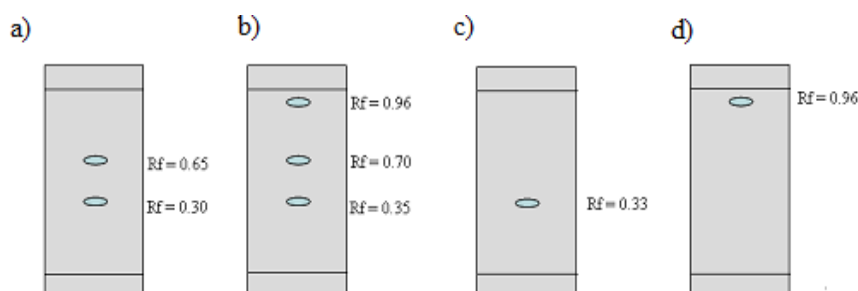 a)
b)
c)
d)
Rf = 0.65
Rf = 0.30
Rf = 0.96
Rf = 0.70
Rf = 0.35
Rf = 0.33
Rf = 0.96